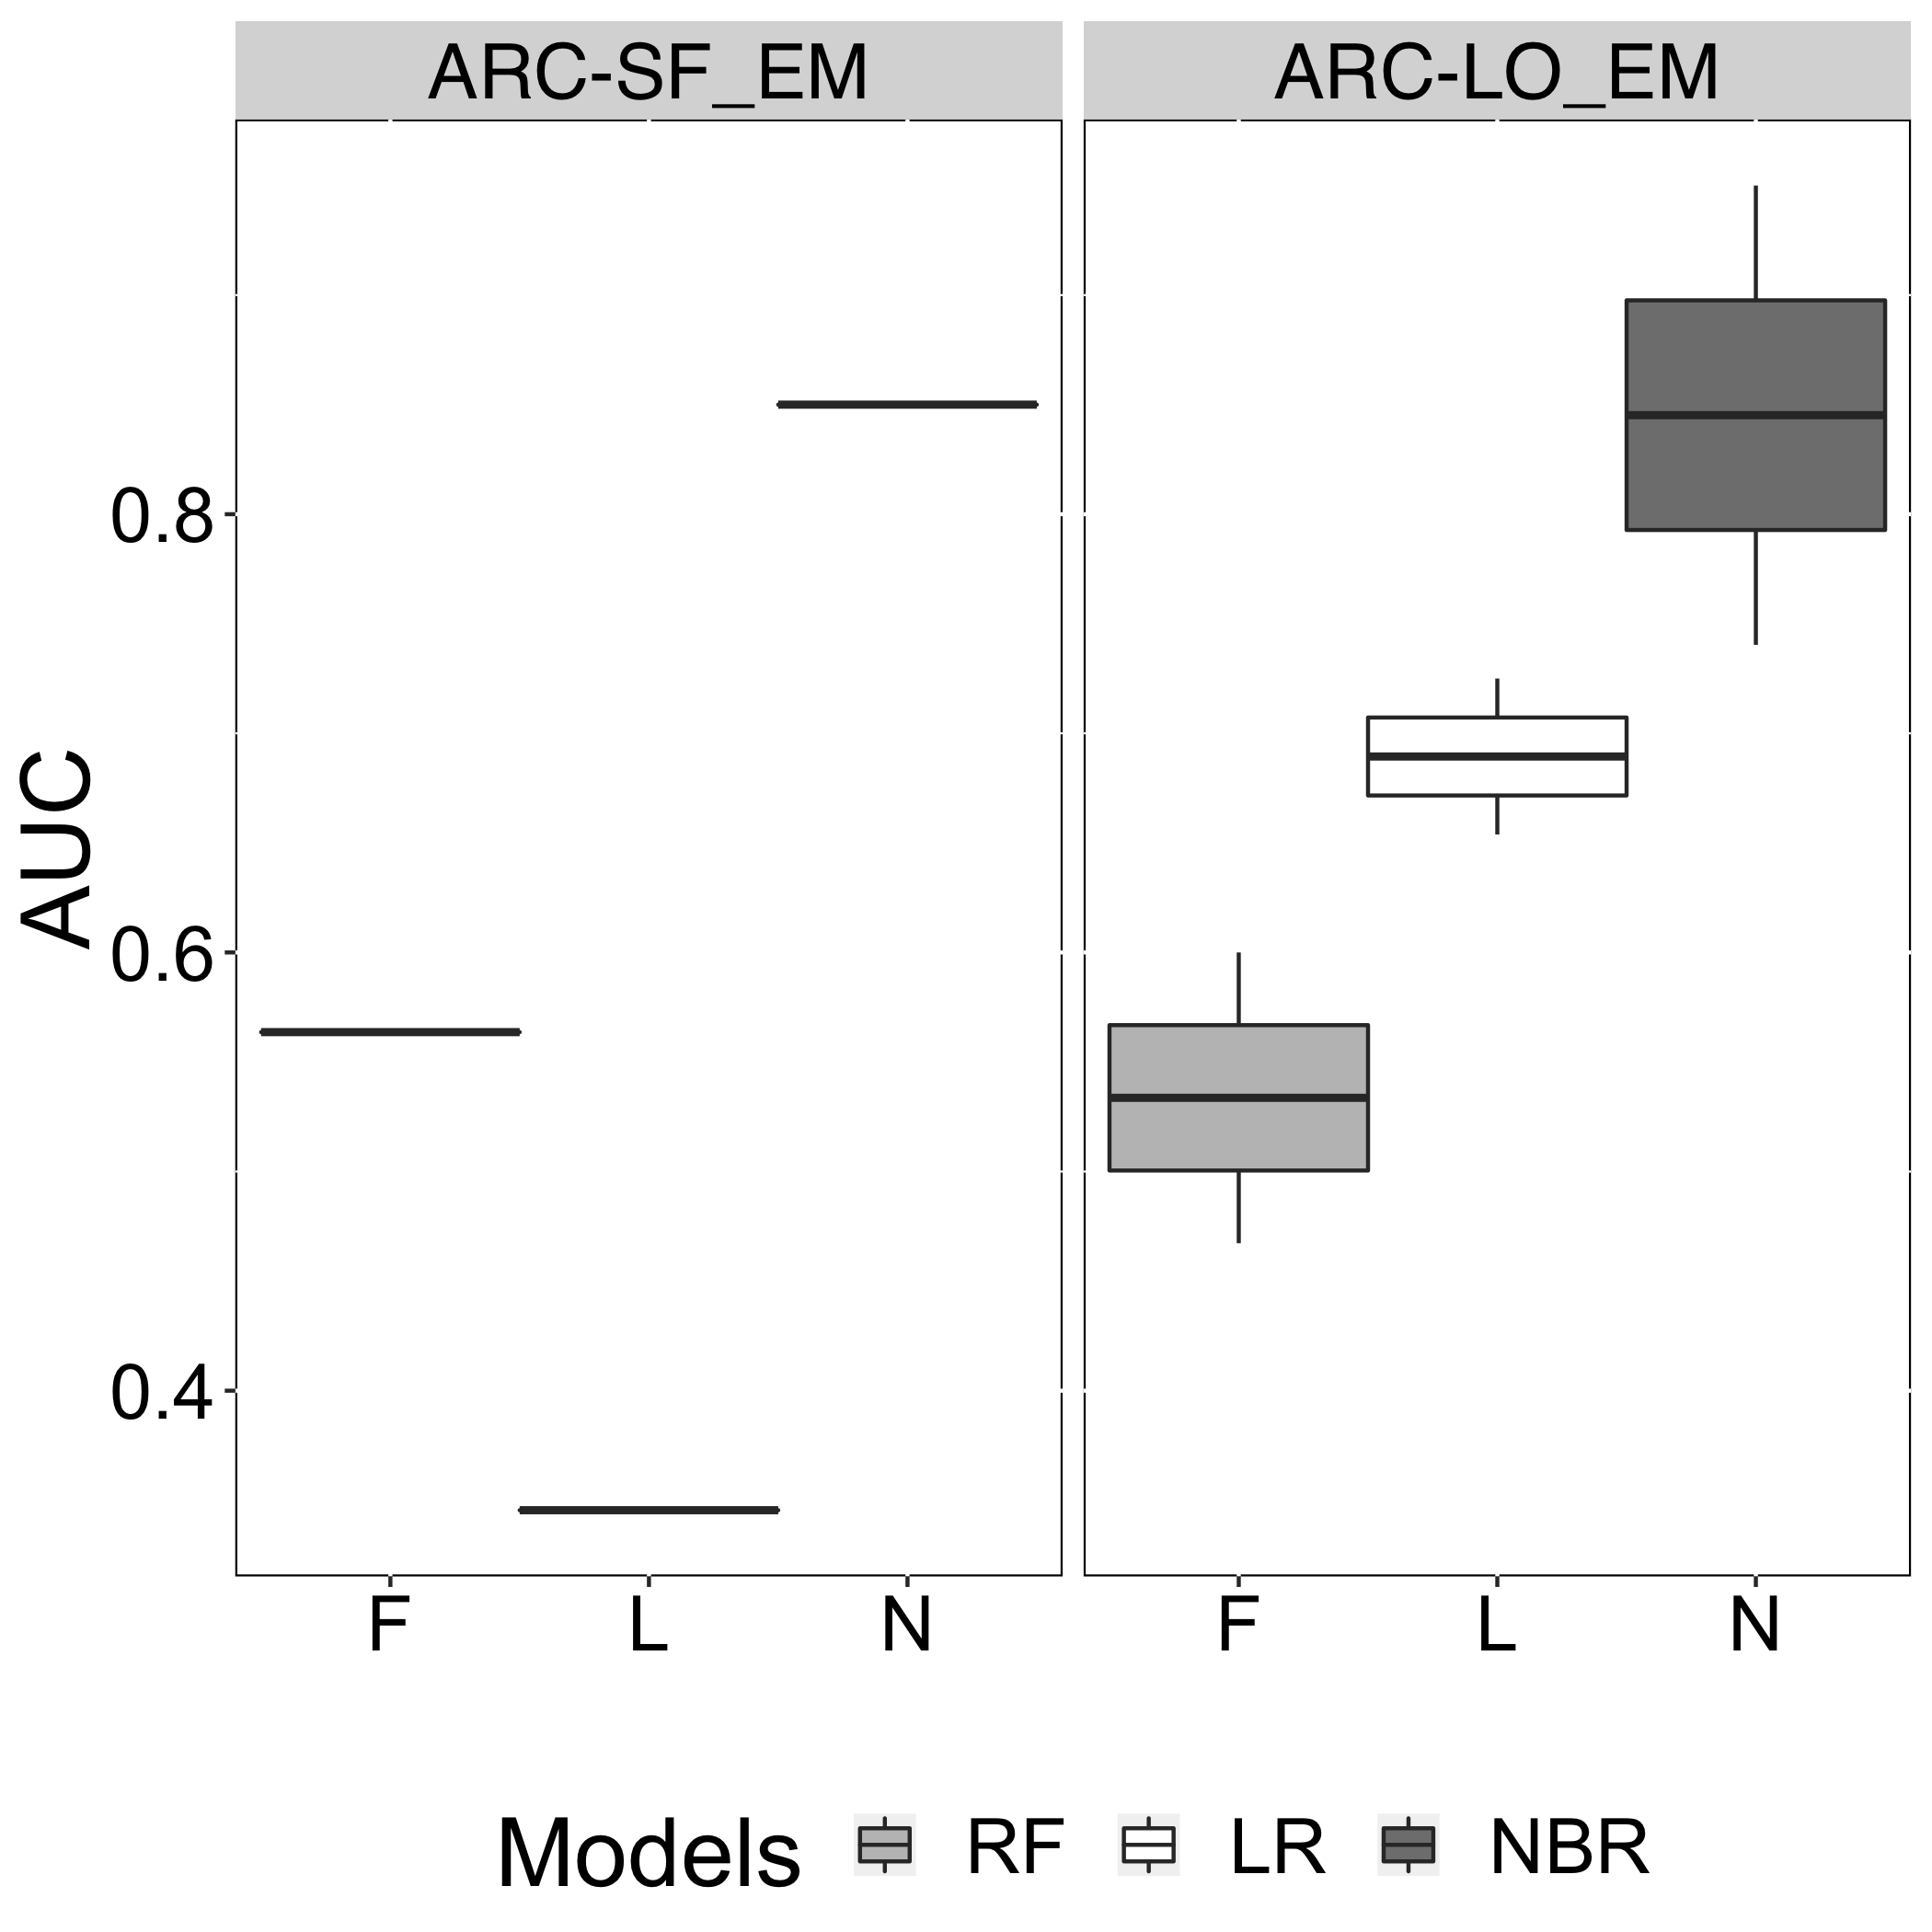 ARC-SF_EM ARC-LO_EM
AUC
0.8
0.6
0.4
F L N F L N
Models RF LR NBR